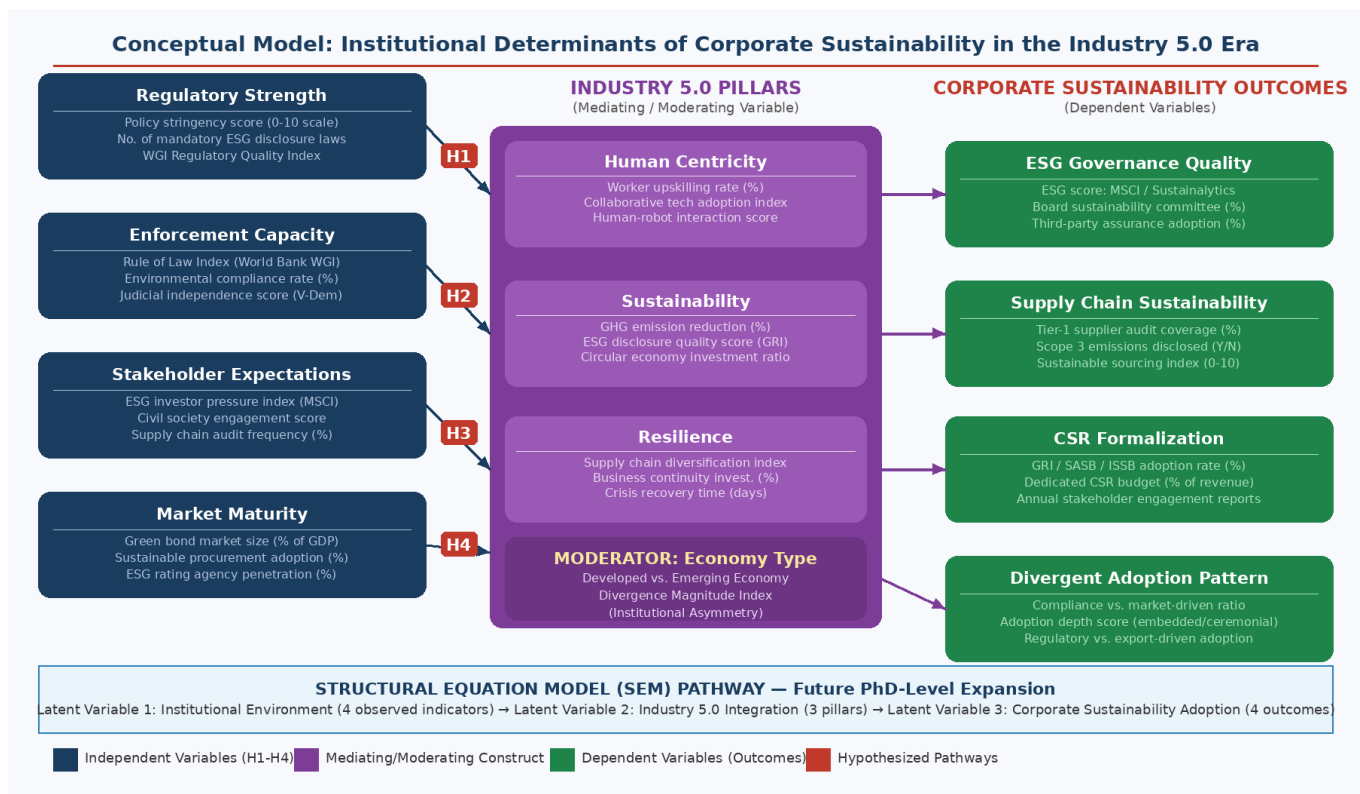 Conceptual Model: Institutional Determinants of Corporate Sustainability in the Industry 5.0 Era
Regulatory Strength
Policy stringency score (0-10 scale)
No. of mandatory ESG disclosure laws
WGI Regulatory Quality Index
Enforcement Capacity
Rule of Law Index (World Bank WGI)
Environmental compliance rate (%)
Judicial independence score (V-Dem)
Stakeholder Expectations
ESG investor pressure index (MSCI)
Civil society engagement score
Supply chain audit frequency (%)
Market Maturity
Green bond market size (% of GDP)
Sustainable procurement adoption (%)
ESG rating agency penetration (%)
H1
H2
H3
H4
INDUSTRY 5.0 PILLARS
(Mediating / Moderating Variable)
Human Centricity
Worker upskilling rate (%)
Collaborative tech adoption index
Human-robot interaction score
Sustainability
GHG emission reduction (%)
ESG disclosure quality score (GRI)
Circular economy investment ratio
Resilience
Supply chain diversification index
Business continuity invest. (%)
Crisis recovery time (days)
MODERATOR: Economy Type
Developed vs. Emerging Economy
Divergence Magnitude Index
(Institutional Asymmetry)
CORPORATE SUSTAINABILITY OUTCOMES
(Dependent Variables)
ESG Governance Quality
ESG score: MSCI / Sustainalytics
Board sustainability committee (%)
Third-party assurance adoption (%)
Supply Chain Sustainability
Tier-1 supplier audit coverage (%)
Scope 3 emissions disclosed (Y/N)
Sustainable sourcing index (0-10)
CSR Formalization
GRI / SASB / ISSB adoption rate (%)
Dedicated CSR budget (% of revenue)
Annual stakeholder engagement reports
Divergent Adoption Pattern
Compliance vs. market-driven ratio
Adoption depth score (embedded/ceremonial)
Regulatory vs. export-driven adoption
STRUCTURAL EQUATION MODEL (SEM) PATHWAY — Future PhD-Level Expansion
Latent Variable 1: Institutional Environment (4 observed indicators) → Latent Variable 2: Industry 5.0 Integration (3 pillars) → Latent Variable 3: Corporate Sustainability Adoption (4 outcomes)
Independent Variables (H1-H4)
Mediating/Moderating Construct
Dependent Variables (Outcomes)
Hypothesized Pathways